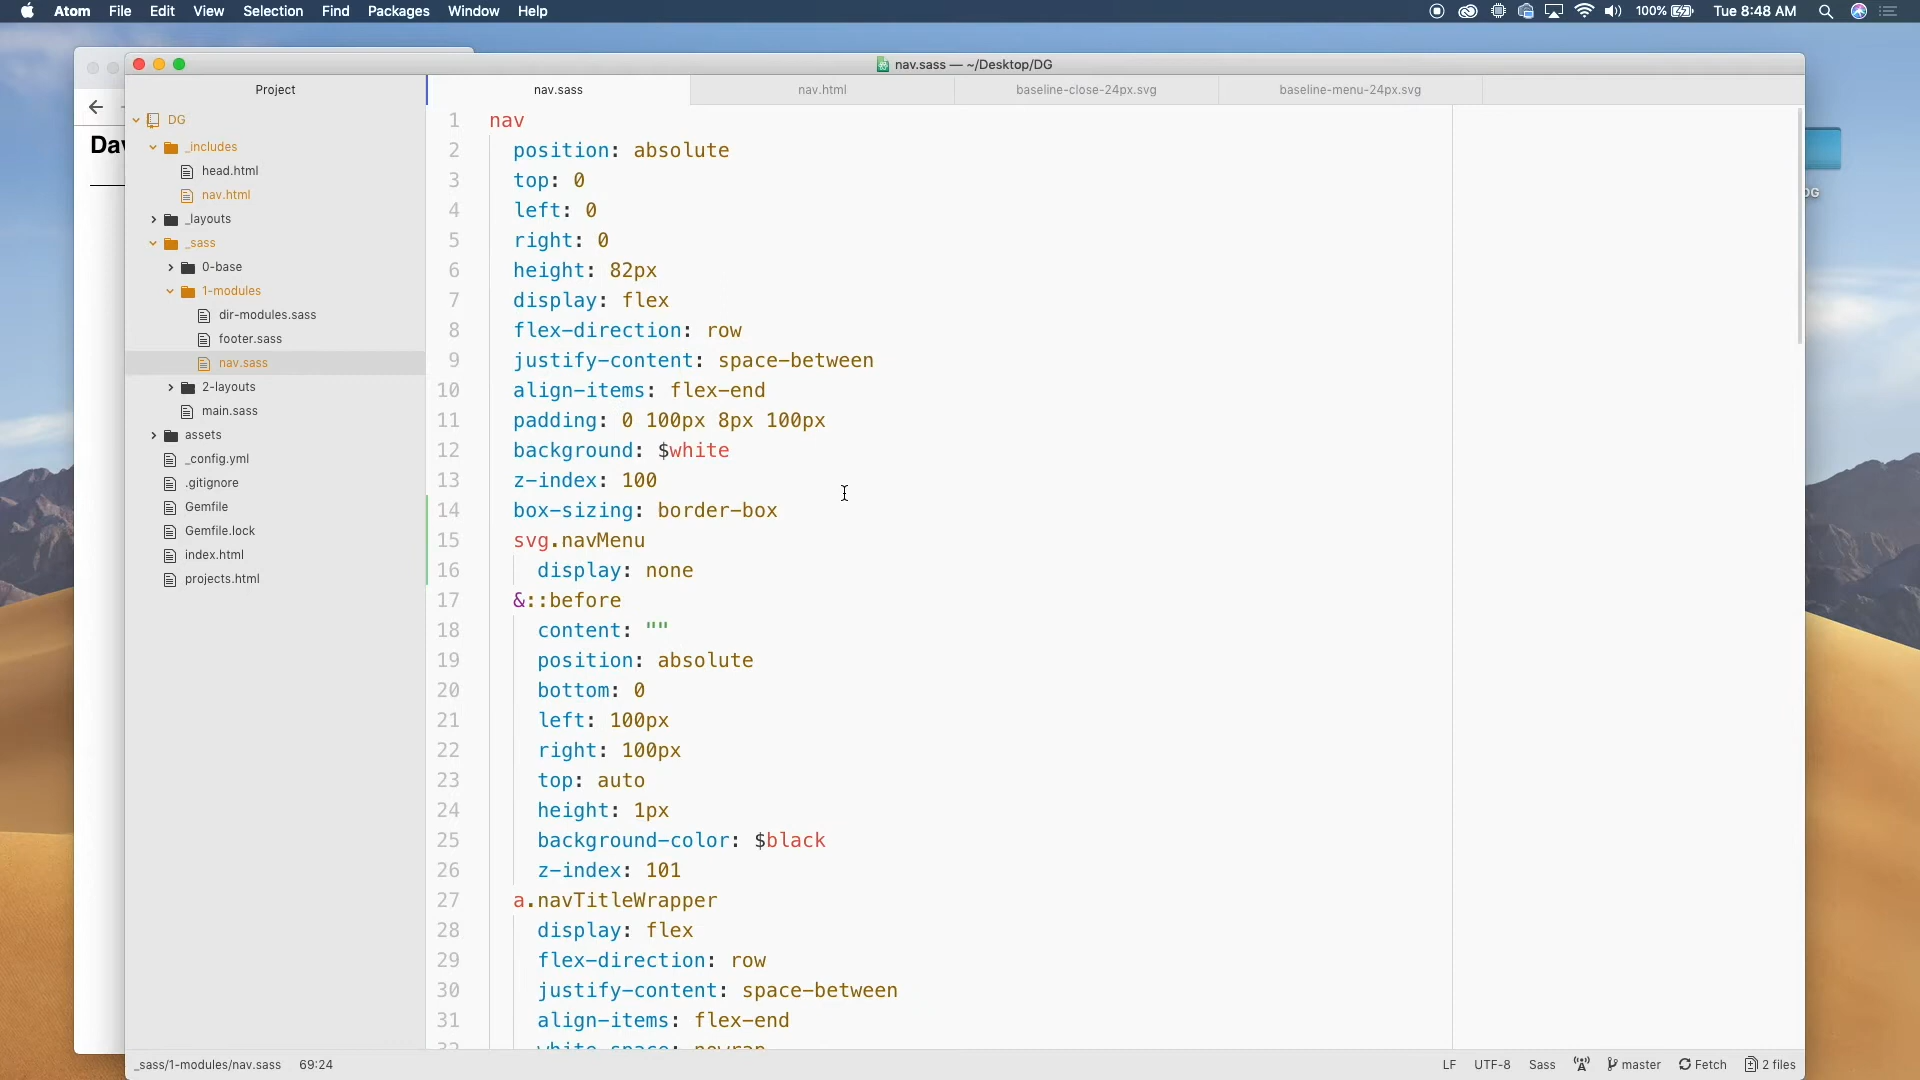 Atom File Edit View Selection Find Packages Window Help 100% Tue 8:48 AM
nav.sass — ~/Desktop/DG
Project
nav.sass nav.html baseline-close-24px.svg baseline-menu-24px.svg
DG
_includes
head.html
nav.html
_layouts
_sass
0-base
1-modules
dir-modules.sass
footer.sass
nav.sass
2-layouts
main.sass
assets
_config.yml
.gitignore
Gemfile
Gemfile.lock
index.html
projects.html
1 nav
2 position: absolute
3 top: 0
4 left: 0
5 right: 0
6 height: 82px
7 display: flex
8 flex-direction: row
9 justify-content: space-between
10 align-items: flex-end
11 padding: 0 100px 8px 100px
12 background: $white
13 z-index: 100
14 box-sizing: border-box
15 svg.navMenu
16 display: none
17 &::before
18 content: ""
19 position: absolute
20 bottom: 0
21 left: 100px
22 right: 100px
23 top: auto
24 height: 1px
25 background-color: $black
26 z-index: 101
27 a.navTitleWrapper
28 display: flex
29 flex-direction: row
30 justify-content: space-between
31 align-items: flex-end
32 white-space: nowrap
_sass/1-modules/nav.sass 69:24 LF UTF-8 Sass master Fetch 2 files